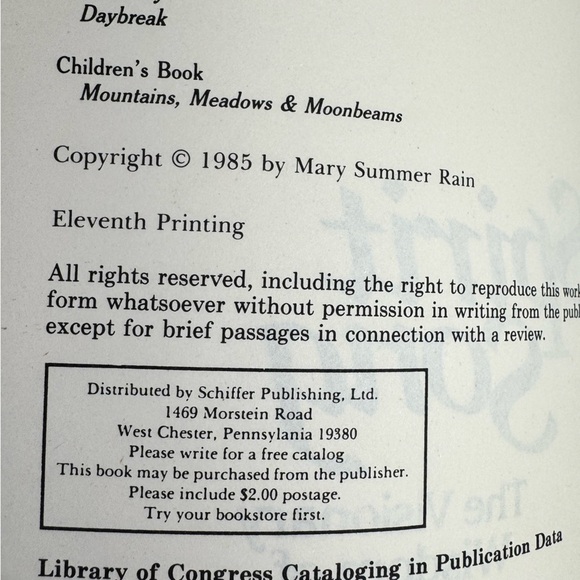 Daybreak
Children's Book
Mountains, Meadows & Moonbeams
Copyright © 1985 by Mary Summer Rain
Eleventh Printing
All rights reserved, including the right to reproduce this work
form whatsoever without permission in writing from the publ
except for brief passages in connection with a review.
Distributed by Schiffer Publishing, Ltd.
1469 Morstein Road
West Chester, Pennsylania 19380
Please write for a free catalog
This book may be purchased from the publisher.
Please include $2.00 postage.
Try your bookstore first.
Library of Congress Cataloging in Publication Data